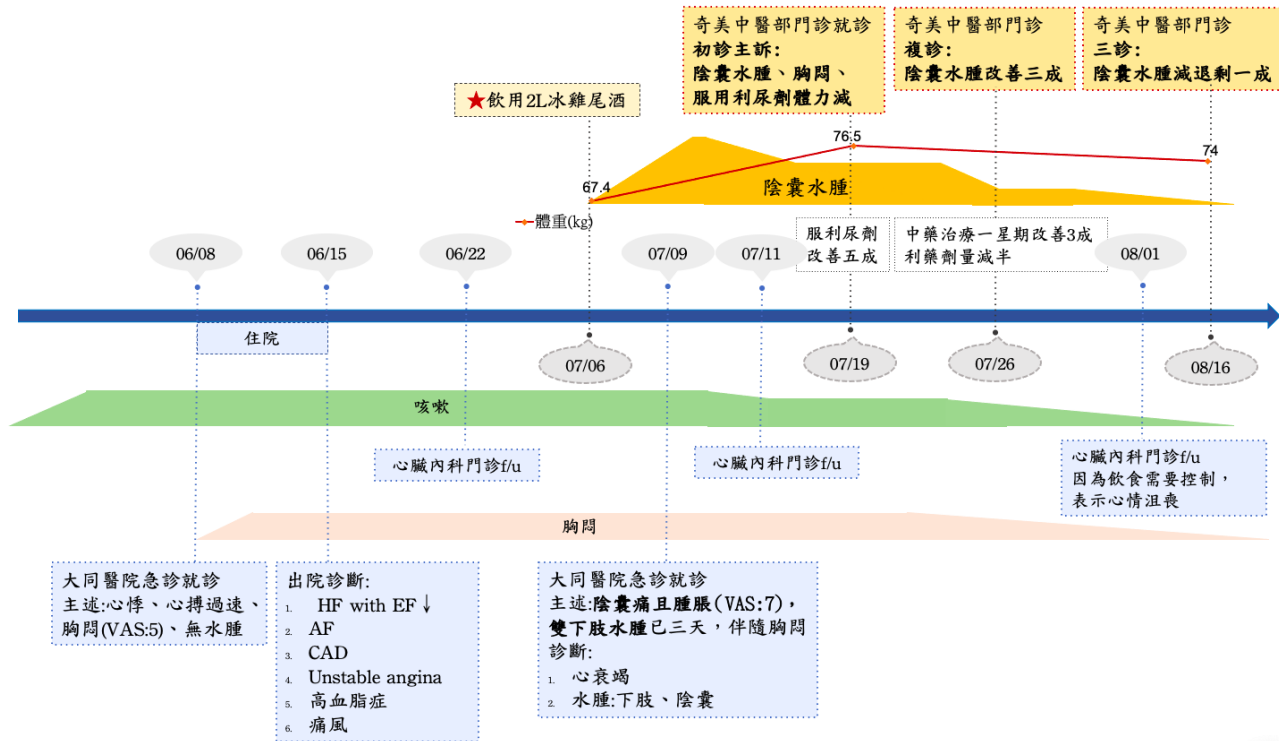 奇美中醫部門診就診
初診主訴:
陰囊水腫、胸悶、
服用利尿劑體力減
奇美中醫部門診
複診:
陰囊水腫改善三成
奇美中醫部門診
三診:
陰囊水腫減退剩一成
★飲用2L冰雞尾酒
67.4
76.5
74
陰囊水腫
體重(kg)
服利尿劑
改善五成
中藥治療一星期改善3成
利藥劑量減半
06/08
06/15
06/22
07/09
07/11
08/01
住院
07/06
07/19
07/26
08/16
咳嗽
心臟內科門診f/u
心臟內科門診f/u
心臟內科門診f/u
因為飲食需要控制，
表示心情沮喪
胸悶
大同醫院急診就診
主述:心悸、心搏過速、
胸悶(VAS:5)、無水腫
出院診斷:
1. HF with EF↓
2. AF
3. CAD
4. Unstable angina
5. 高血脂症
6. 痛風
大同醫院急診就診
主述:陰囊痛且腫脹(VAS:7)，
雙下肢水腫已三天，伴隨胸悶
診斷:
1. 心衰竭
2. 水腫:下肢、陰囊